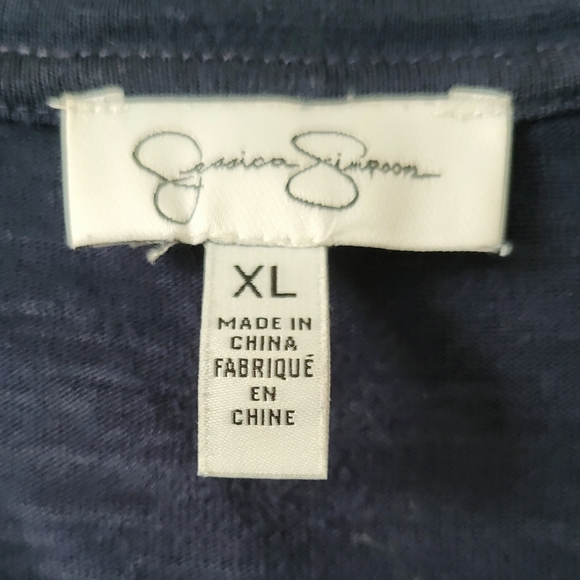 Jessica Simpson
XL
MADE IN
CHINA
FABRIQUÉ
EN
CHINE